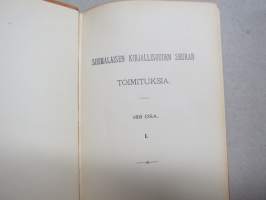 SUOMALAISEN KIRJALLISUUDEN SEURAN
TOIMITUKSIA.
OSA.
I.